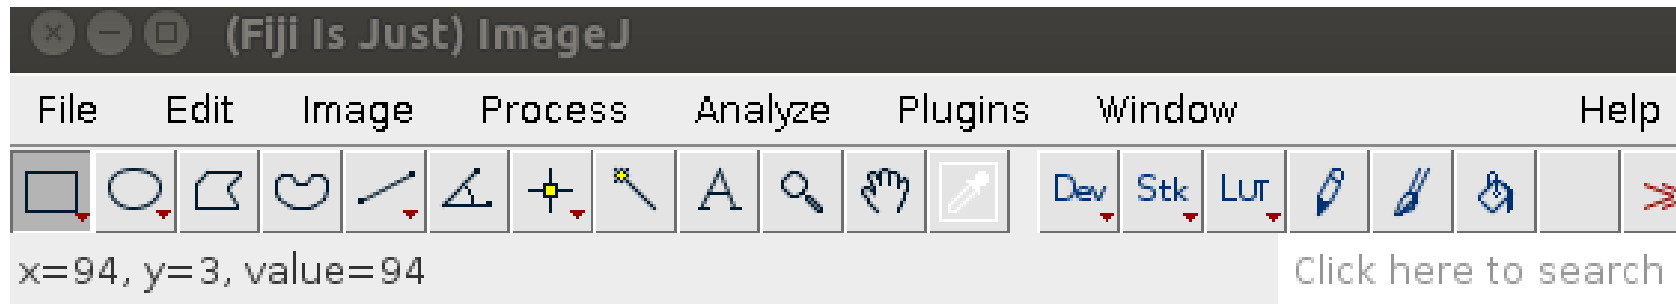 (Fiji Is Just) ImageJ
File Edit Image Process Analyze Plugins Window Help
A Dev Stk LUT
x=94, y=3, value=94 Click here to search